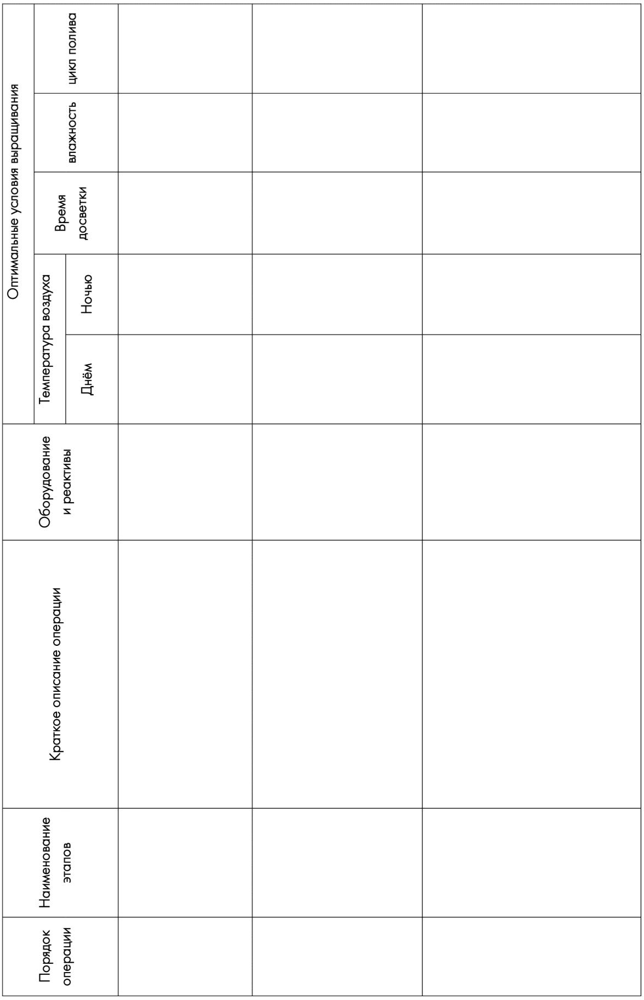 Порядок
операции
Наименование
этапов
Краткое описание операции
Оборудование
и реактивы
Оптимальные условия выращивания
Температура воздуха
Днём
Ночью
Время
досветки
влажность
цикл полива